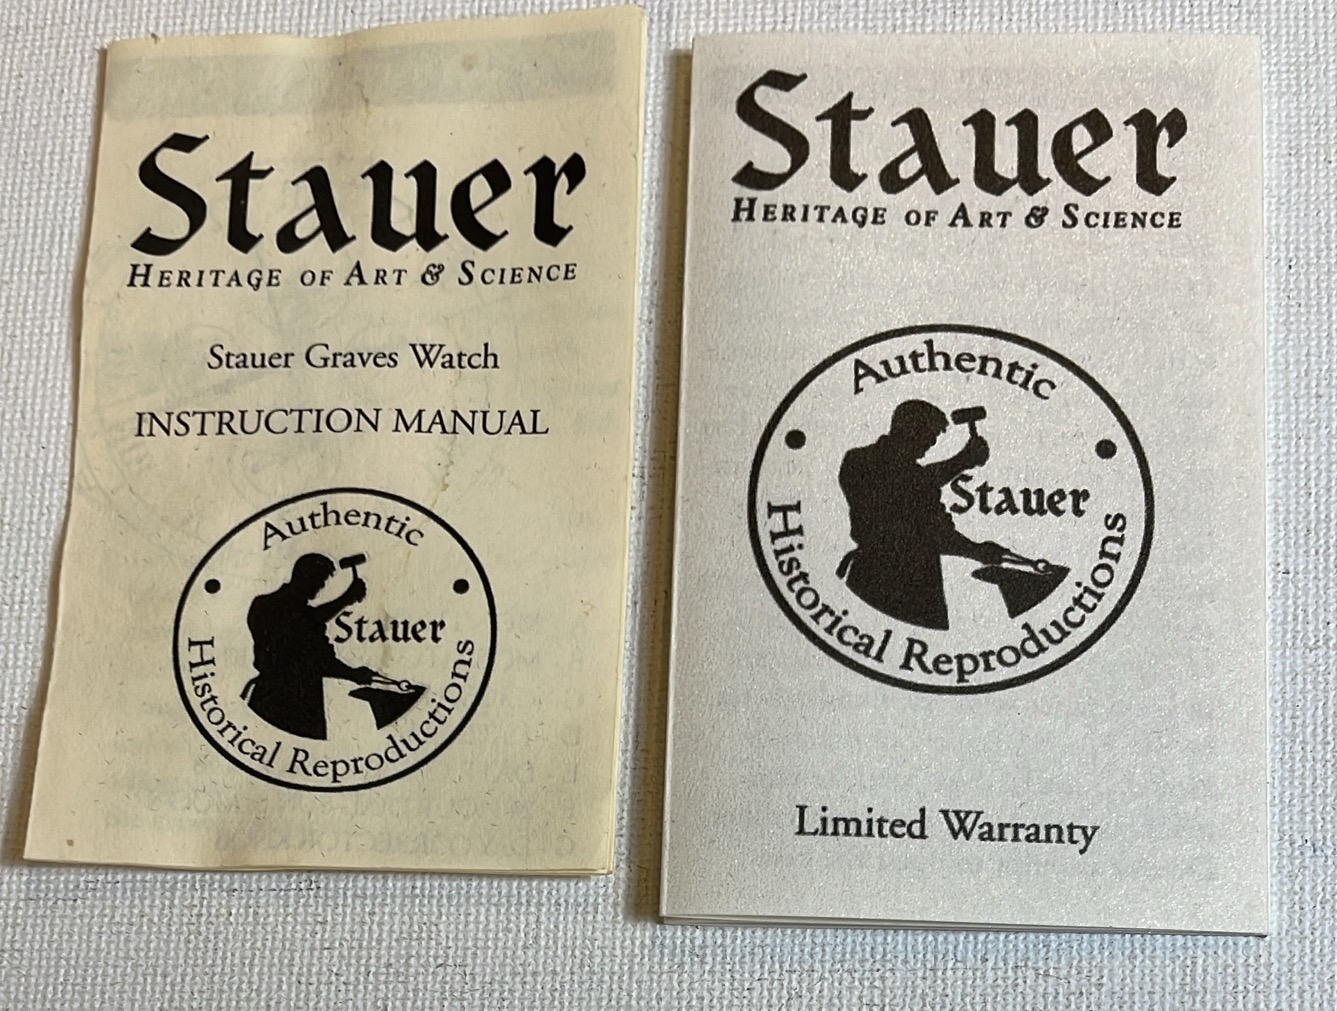 Stauer
HERITAGE OF ART & SCIENCE
Stauer Graves Watch
INSTRUCTION MANUAL
Authentic
Stauer
Historical Reproductions
Stauer
HERITAGE OF ART & SCIENCE
Authentic
Stauer
Historical Reproductions
Limited Warranty